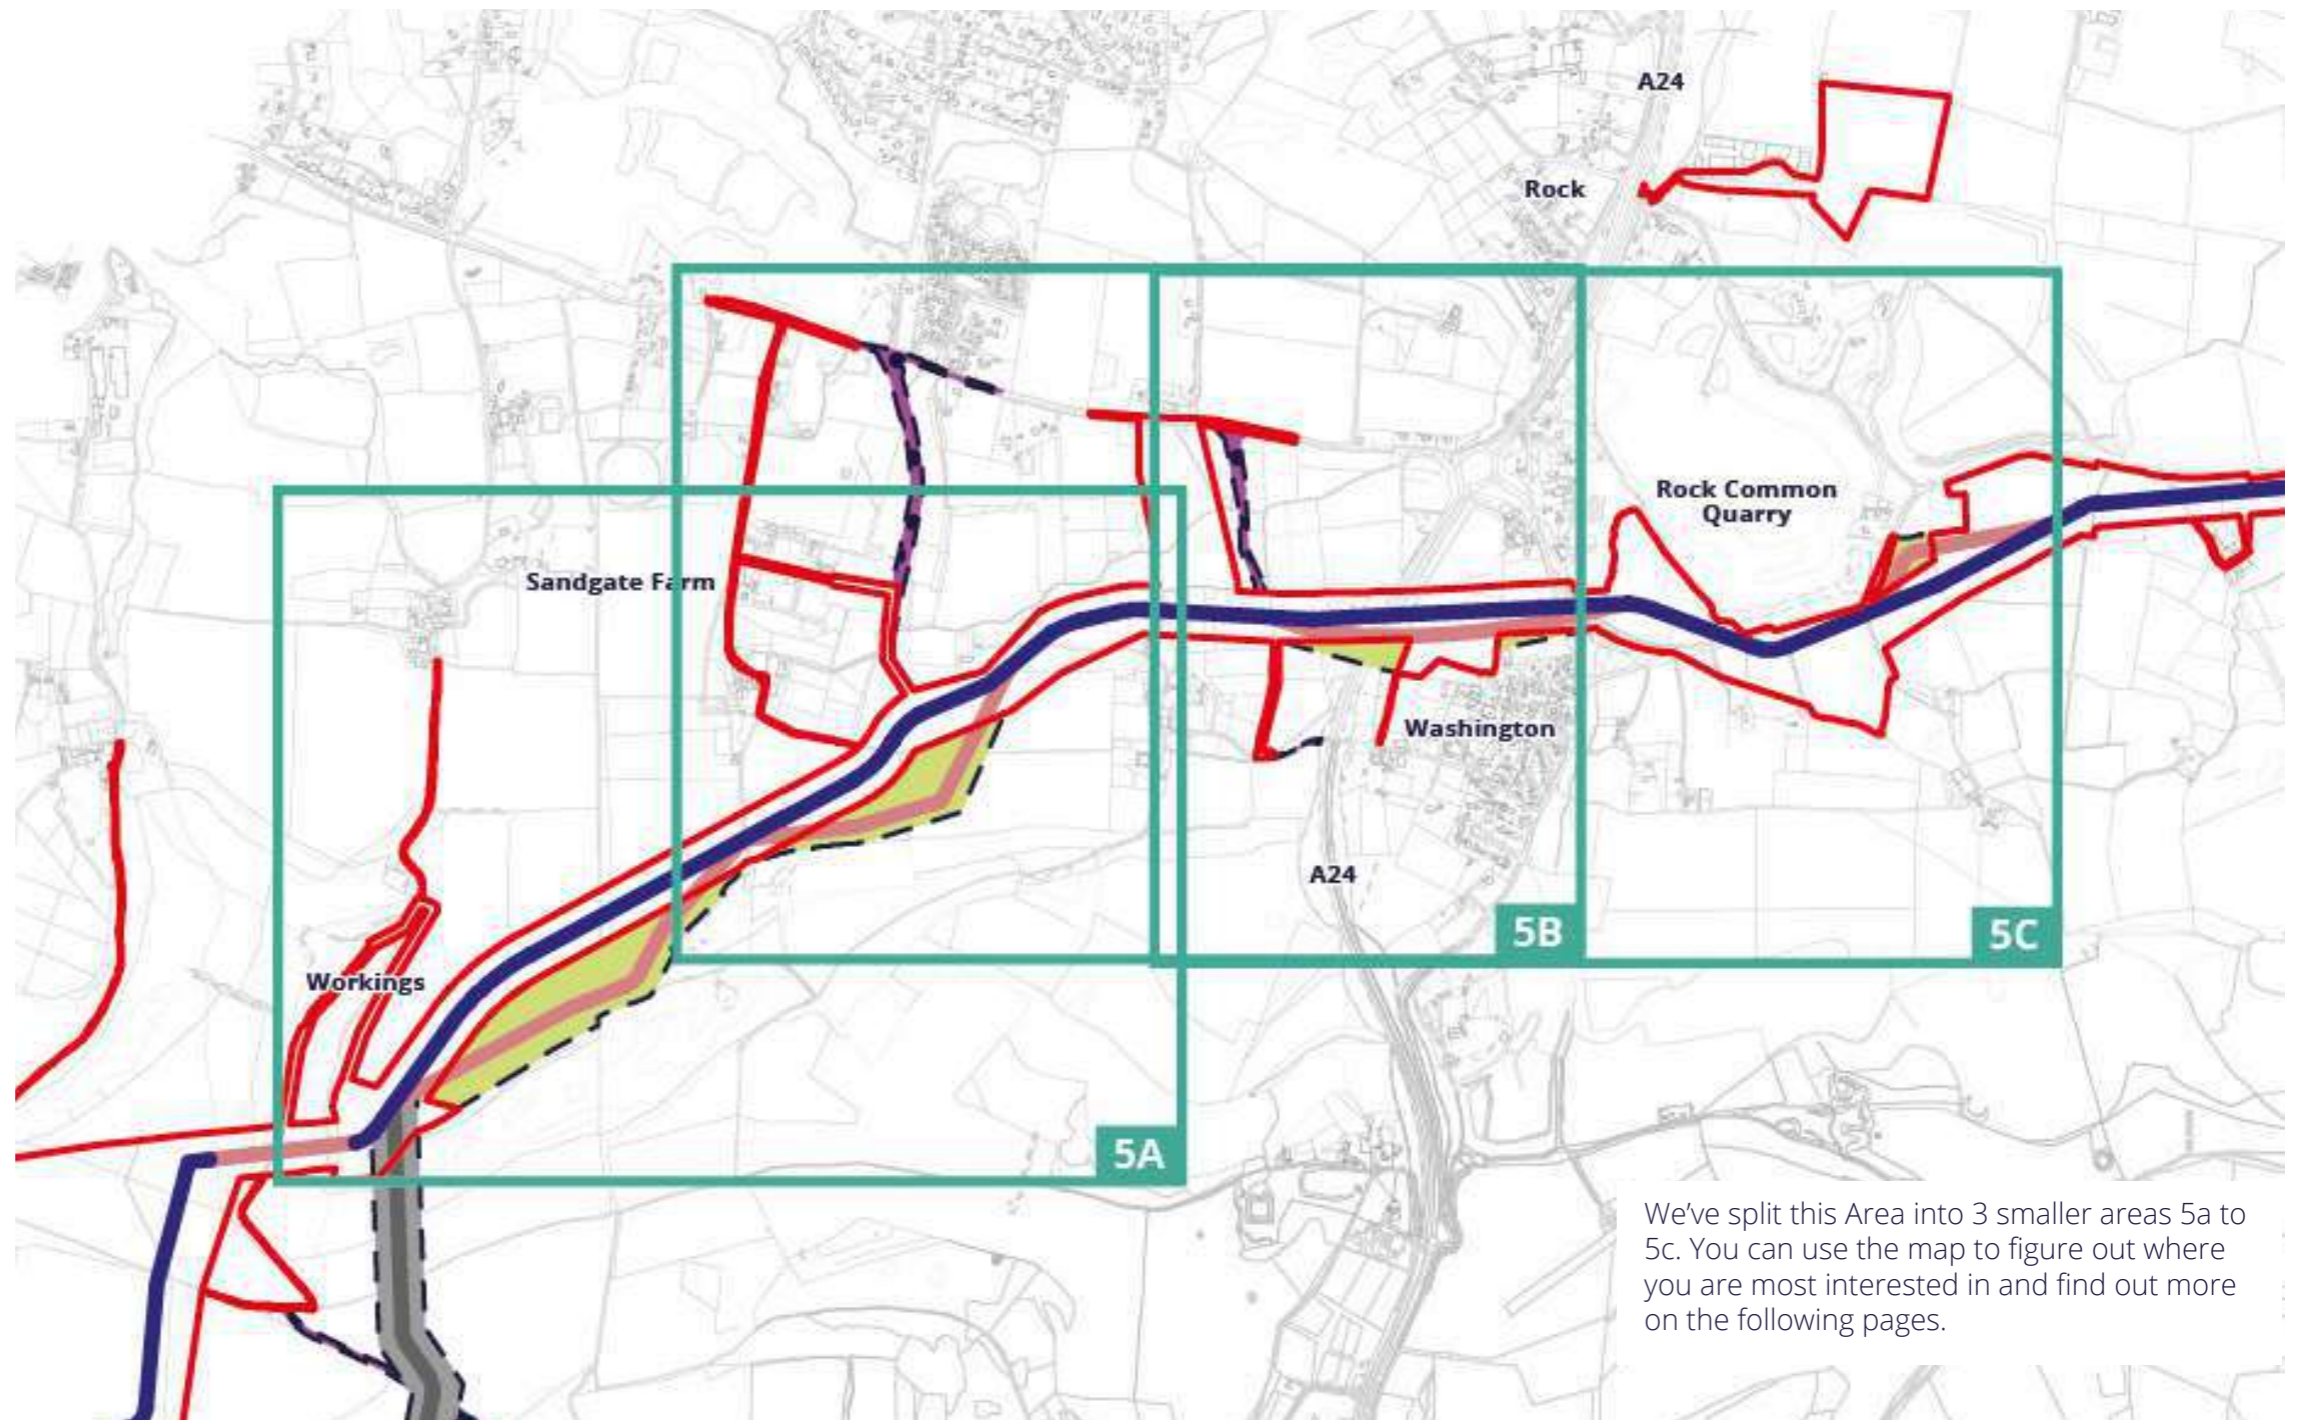 A24
Rock
Rock Common
Quarry
Sandgate Farm
Washington
A24
5B
5C
Workings
5A
We've split this Area into 3 smaller areas 5a to
5c. You can use the map to figure out where
you are most interested in and find out more
on the following pages.